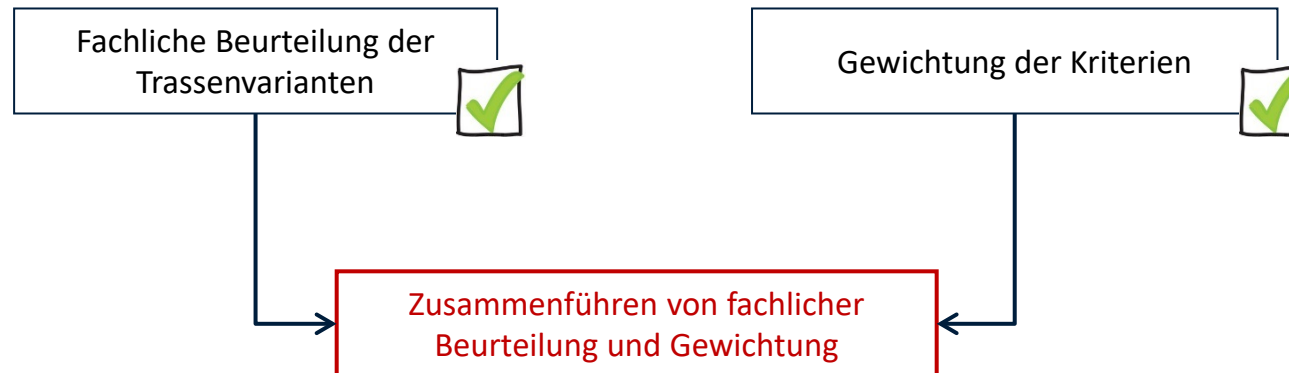 Fachliche Beurteilung der
Trassenvarianten
Gewichtung der Kriterien
Zusammenführen von fachlicher
Beurteilung und Gewichtung